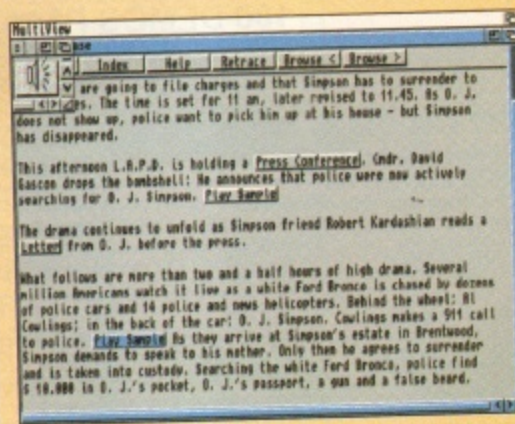 MultiView
Index Help Retrace Browse < Browse >
are going to file charges and that Simpson has to surrender to
The time is set for 11 am, later revised to 11.45. As O. J.
does not show up, police want to pick him up at his house - but Simpson
has disappeared.
This afternoon L.A.P.D. is holding a Press Conference. Cmdr. David
Gascon drops the bombshell: He announces that police were now actively
searching for O. J. Simpson. Play Sample
The drama continues to unfold as Simpson friend Robert Kardashian reads a
Letter from O. J. before the press.
What follows are more than two and a half hours of high drama. Several
million Americans watch it live as a white Ford Bronco is chased by dozens
of police cars and 14 police and news helicopters. Behind the wheel: Al
Cowlings; in the back of the car: O. J. Simpson. Cowlings makes a 911 call
to police. Play Sample As they arrive at Simpson's estate in Brentwood,
Simpson demands to speak to his mother. Only then he agrees to surrender
and is taken into custody. Searching the white Ford Bronco, police find
$ 10.000 in O. J.'s pocket, O. J.'s passport, a gun and a false beard.